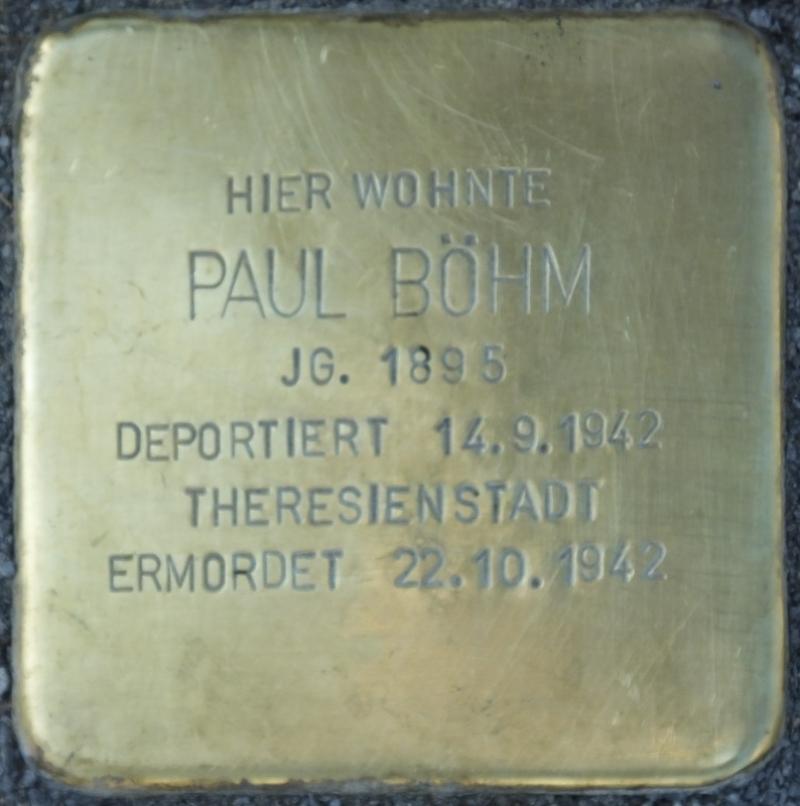 HIER WOHNTE
PAUL BÖHM
JG. 1895
DEPORTIERT 14.9.1942
THERESIENSTADT
ERMORDET 22.10.1942